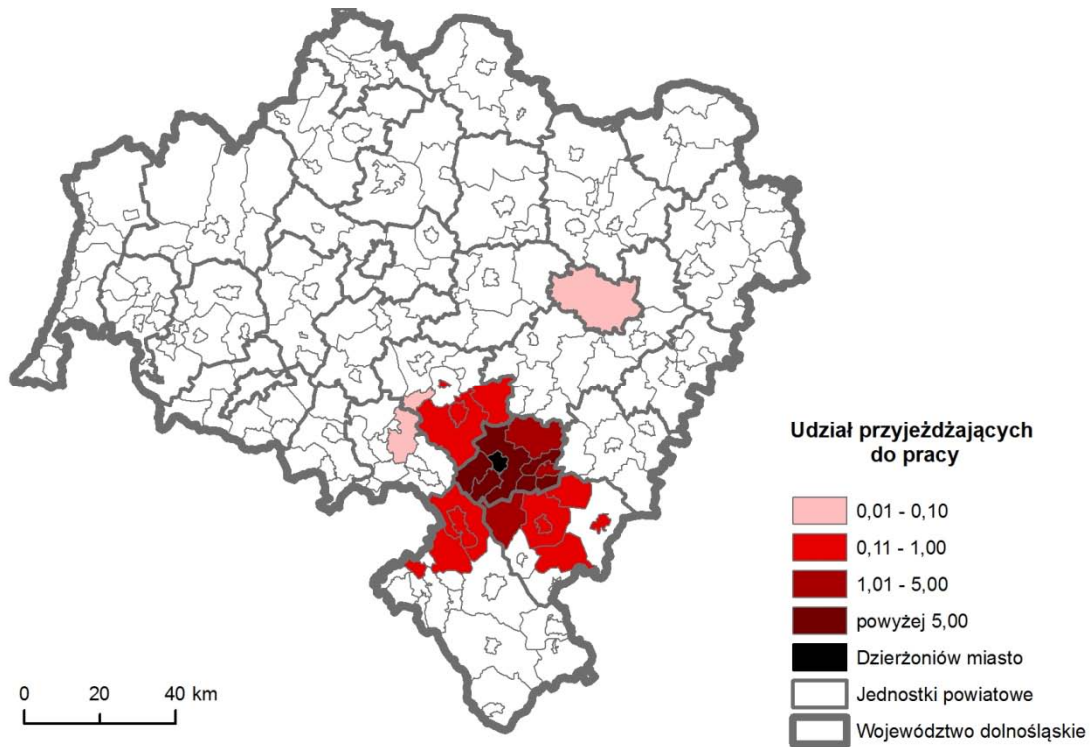 Udział przyjeżdżających
do pracy
0,01 - 0,10
0,11 - 1,00
1,01 - 5,00
powyżej 5,00
Dzierżoniów miasto
Jednostki powiatowe
Województwo dolnośląskie
0 20 40 km